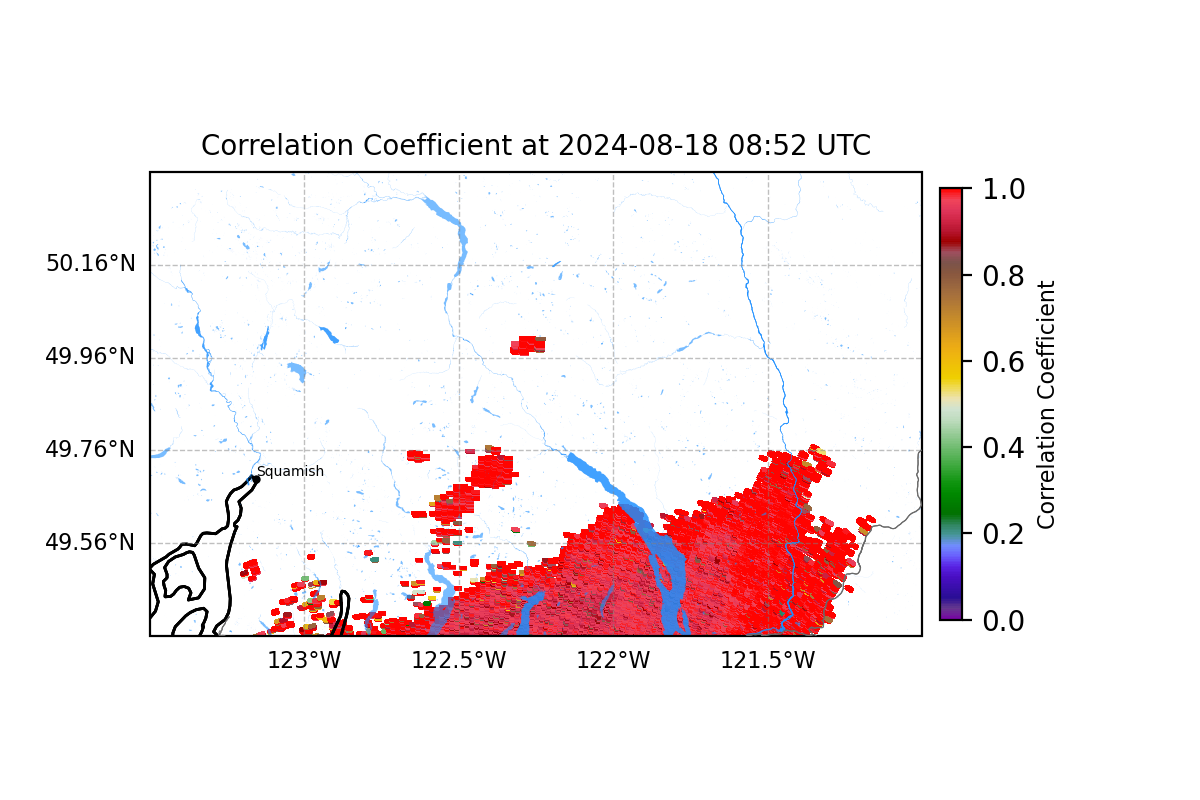 Correlation Coefficient at 2024-08-18 08:52 UTC
50.16°N
49.96°N
49.76°N
49.56°N
Squamish
123°W
122.5°W
122°W
121.5°W
1.0
0.8
0.6
0.4
0.2
0.0
Correlation Coefficient